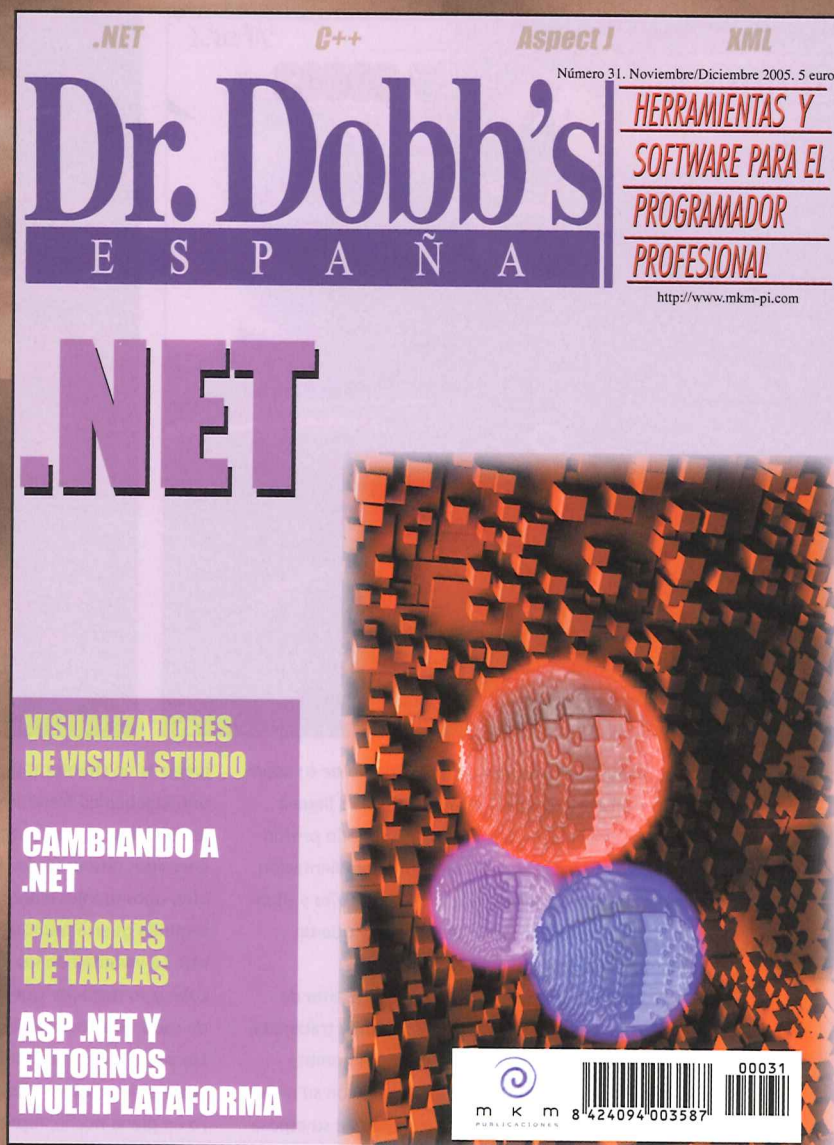 .NET C++ Aspect J XML
Número 31. Noviembre/Diciembre 2005. 5 euro
Dr. Dobb's
ESPAÑA
HERRAMIENTAS Y
SOFTWARE PARA EL
PROGRAMADOR
PROFESIONAL
http://www.mkm-pi.com
.NET
VISUALIZADORES
DE VISUAL STUDIO
CAMBIANDO A
.NET
PATRONES
DE TABLAS
ASP .NET Y
ENTORNOS
MULTIPLATAFORMA
mkm
PUBLICACIONES
8 424094 003587
00031